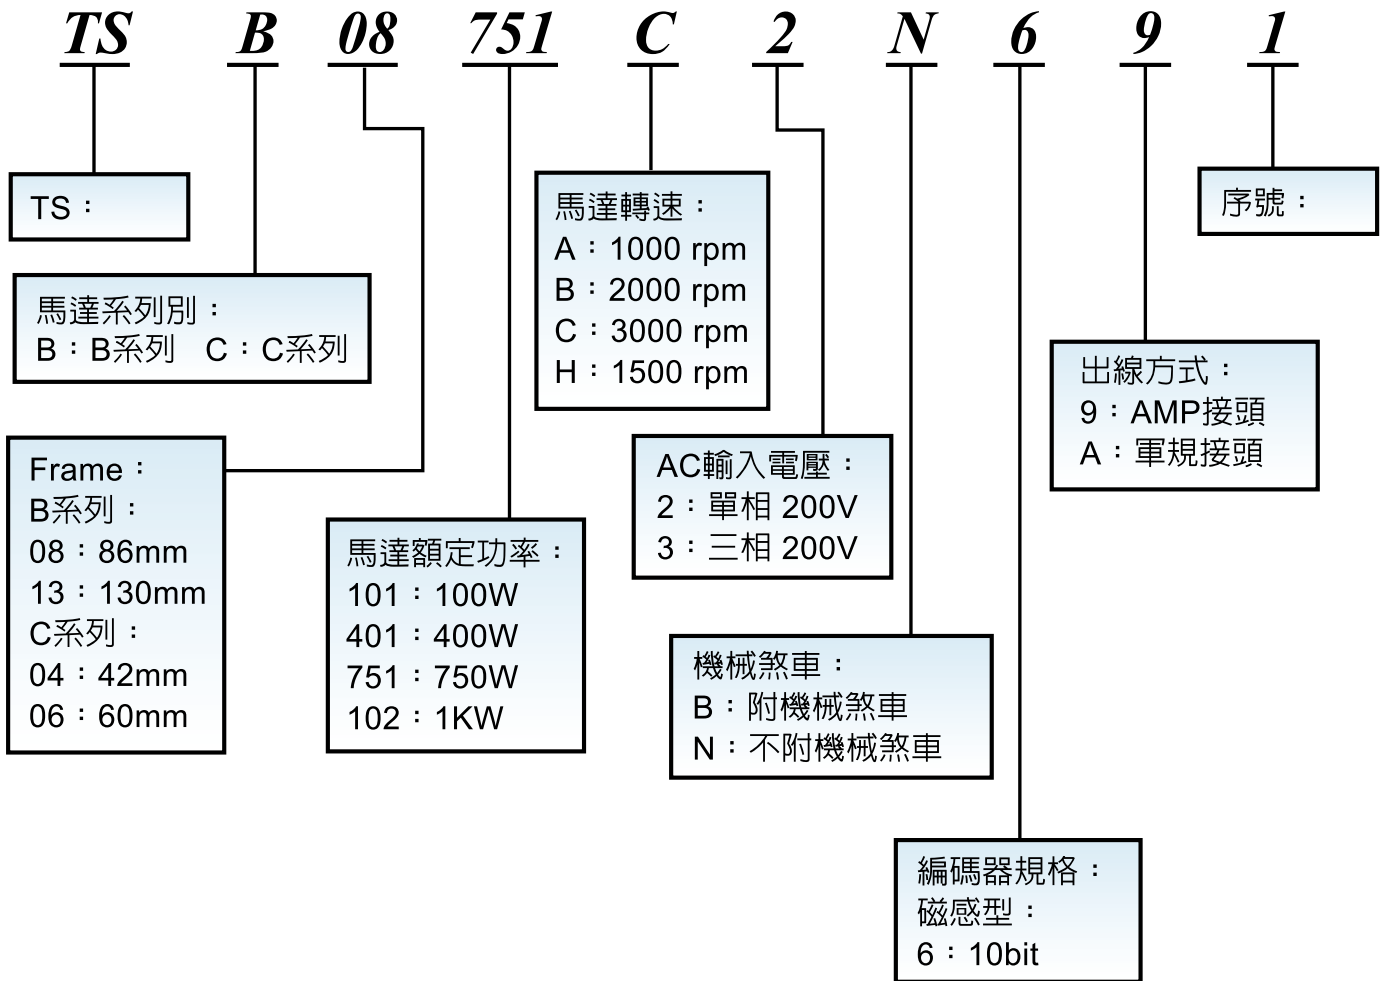 TS B 08 751 C 2 N 6 9 1
TS：
馬達系列別：
B：B系列 C：C系列
Frame：
B系列：
08：86mm
13：130mm
C系列：
04：42mm
06：60mm
馬達額定功率：
101：100W
401：400W
751：750W
102：1KW
馬達轉速：
A：1000 rpm
B：2000 rpm
C：3000 rpm
H：1500 rpm
AC輸入電壓：
2：單相 200V
3：三相 200V
機械煞車：
B：附機械煞車
N：不附機械煞車
編碼器規格：
磁感型：
6：10bit
出線方式：
9：AMP接頭
A：軍規接頭
序號：